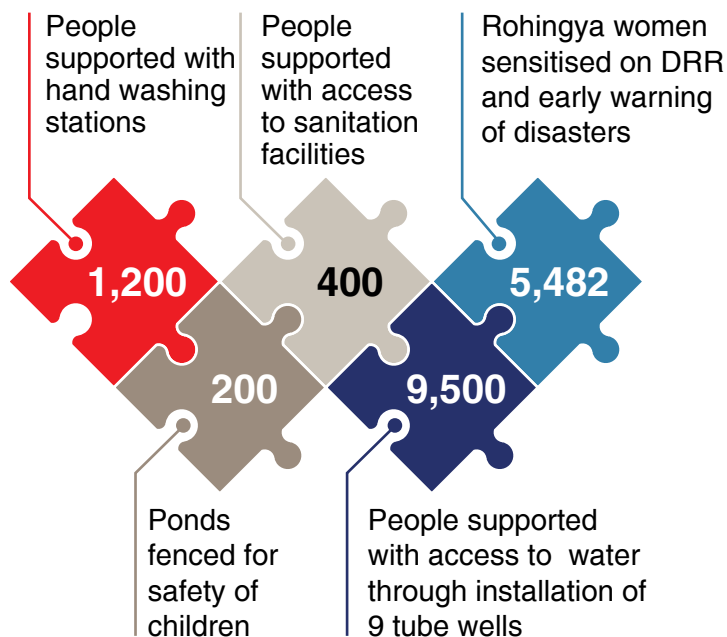 People
supported with
hand washing
stations
People
supported
with access
to sanitation
facilities
Rohingya women
sensitised on DRR
and early warning
of disasters
1,200
400
5,482
200
9,500
Ponds
fenced for
safety of
children
People supported
with access to  water
through installation of
9 tube wells